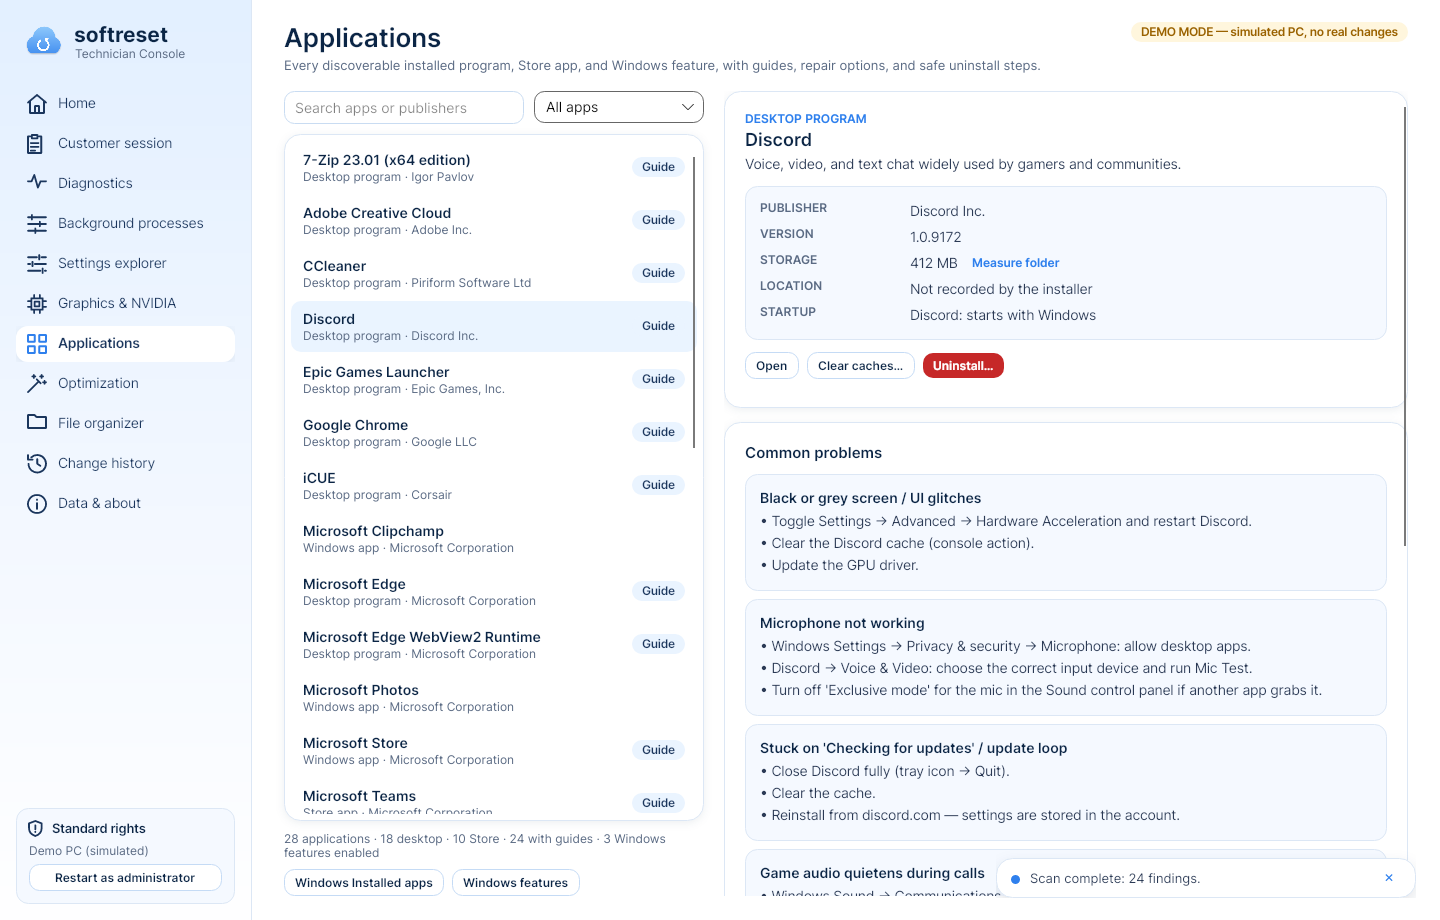 softreset
Technician Console
Home
Customer session
Diagnostics
Background processes
Settings explorer
Graphics & NVIDIA
Applications
Optimization
File organizer
Change history
Data & about
Standard rights
Demo PC (simulated)
Restart as administrator
Applications
DEMO MODE — simulated PC, no real changes
Every discoverable installed program, Store app, and Windows feature, with guides, repair options, and safe uninstall steps.
Search apps or publishers
All apps
7-Zip 23.01 (x64 edition)
Desktop program · Igor Pavlov
Guide
Adobe Creative Cloud
Desktop program · Adobe Inc.
Guide
CCleaner
Desktop program · Piriform Software Ltd
Guide
Discord
Desktop program · Discord Inc.
Guide
Epic Games Launcher
Desktop program · Epic Games, Inc.
Guide
Google Chrome
Desktop program · Google LLC
Guide
iCUE
Desktop program · Corsair
Guide
Microsoft Clipchamp
Windows app · Microsoft Corporation
Microsoft Edge
Desktop program · Microsoft Corporation
Guide
Microsoft Edge WebView2 Runtime
Desktop program · Microsoft Corporation
Guide
Microsoft Photos
Windows app · Microsoft Corporation
Microsoft Store
Windows app · Microsoft Corporation
Guide
Microsoft Teams
Store app · Microsoft Corporation
Guide
28 applications · 18 desktop · 10 Store · 24 with guides · 3 Windows
features enabled
Windows Installed apps
Windows features
DESKTOP PROGRAM
Discord
Voice, video, and text chat widely used by gamers and communities.
PUBLISHER Discord Inc.
VERSION 1.0.9172
STORAGE 412 MB Measure folder
LOCATION Not recorded by the installer
STARTUP Discord: starts with Windows
Open
Clear caches...
Uninstall...
Common problems
Black or grey screen / UI glitches
• Toggle Settings → Advanced → Hardware Acceleration and restart Discord.
• Clear the Discord cache (console action).
• Update the GPU driver.
Microphone not working
• Windows Settings → Privacy & security → Microphone: allow desktop apps.
• Discord → Voice & Video: choose the correct input device and run Mic Test.
• Turn off 'Exclusive mode' for the mic in the Sound control panel if another app grabs it.
Stuck on 'Checking for updates' / update loop
• Close Discord fully (tray icon → Quit).
• Clear the cache.
• Reinstall from discord.com — settings are stored in the account.
Game audio quietens during calls
• Windows Sound → Communications
Scan complete: 24 findings.